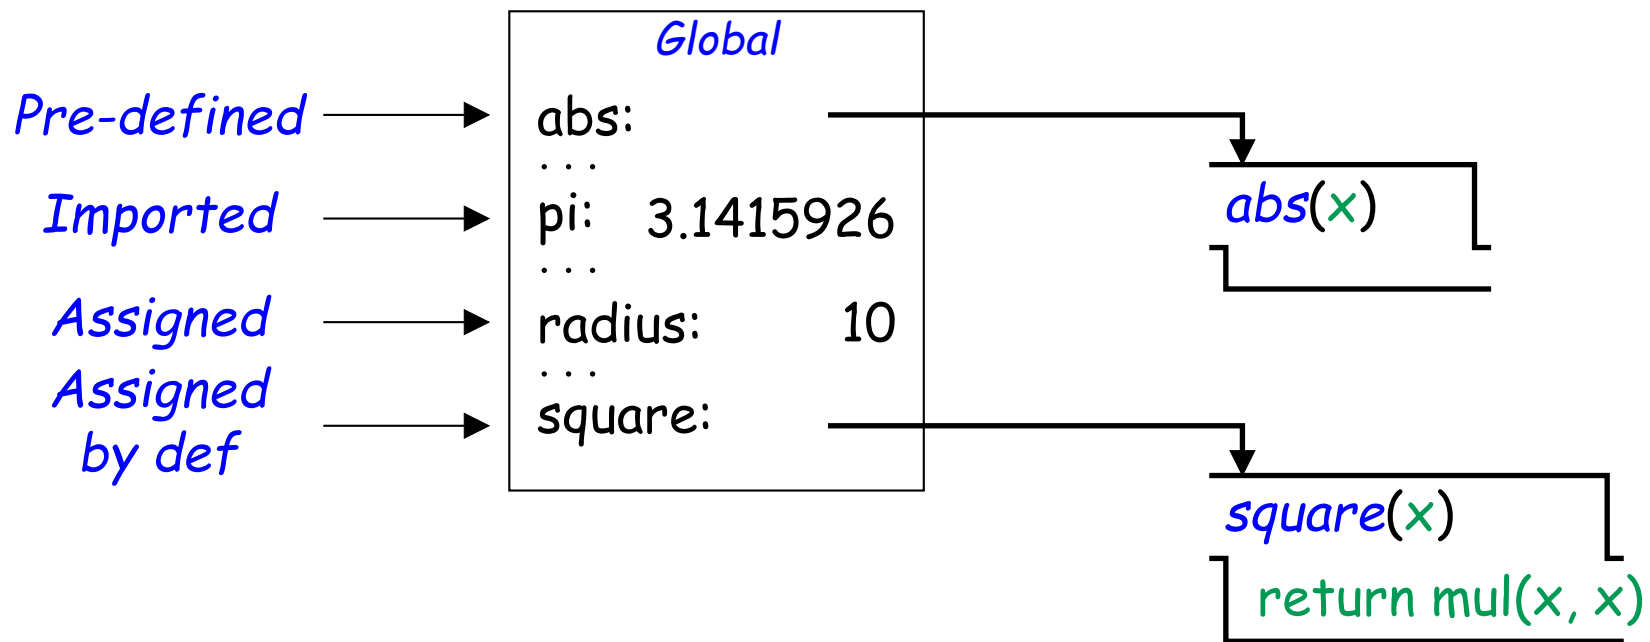 Global
Pre-defined
abs:
. . .
Imported
pi: 3.1415926
. . .
Assigned
radius: 10
. . .
Assigned
by def
square:
abs(x)
square(x)
return mul(x, x)